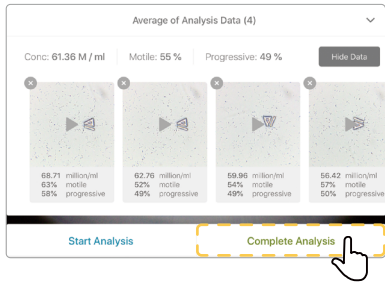 Average of Analysis Data (4)
Conc: 61.36 M / ml Motile: 55 % Progressive: 49 % Hide Data
68.71 million/ml 62.76 million/ml 59.96 million/ml 56.42 million/ml
63% motile 52% motile 54% motile 57% motile
58% progressive 49% progressive 49% progressive 50% progressive
Start Analysis Complete Analysis